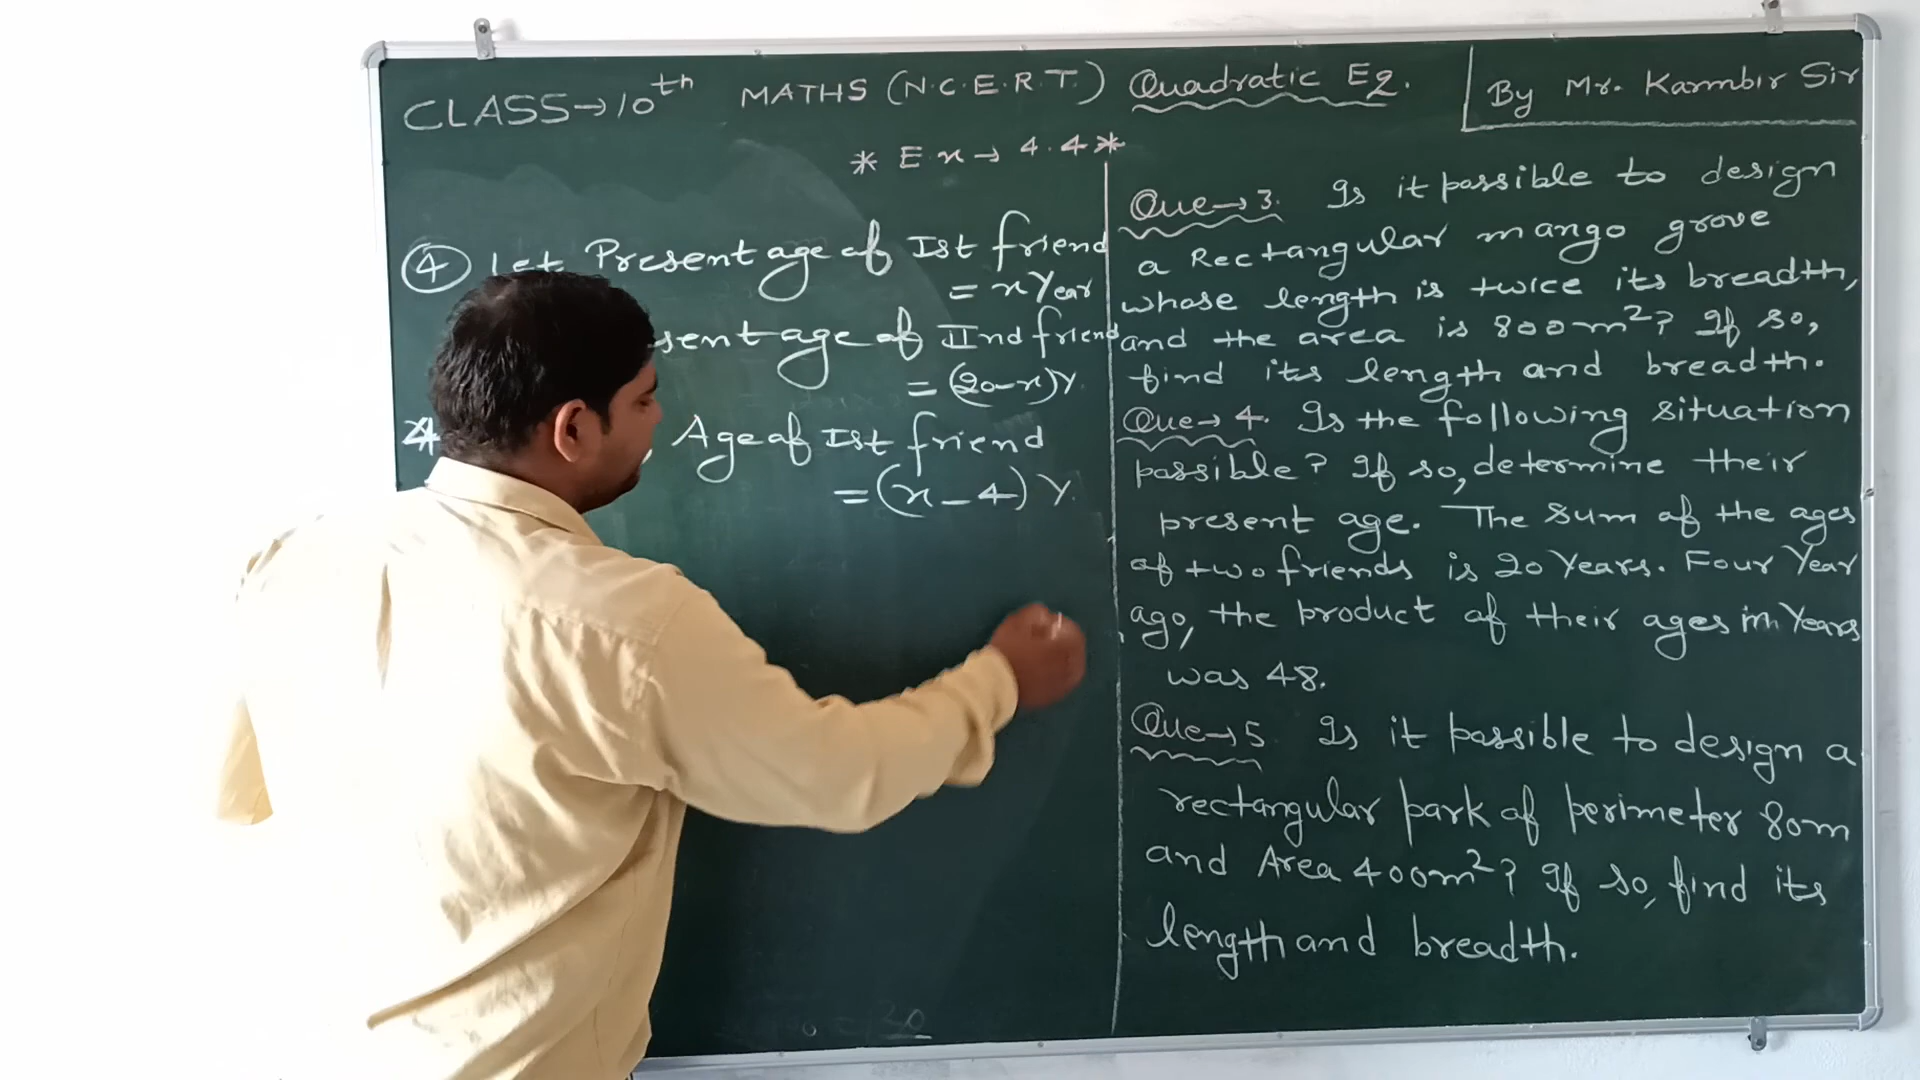 CLASS→10th MATHS (N.C.E.R.T.) Quadratic Eq.
By Mr. Karmbir Sir
* Ex→ 4.4 *
④ Let Present age of Ist friend
= x Year
sent age of IInd friend
= (20-x) Y.
Age of Ist friend
= (x-4) Y.
Que→3. Is it possible to design
a Rectangular mango grove
whose length is twice its breadth,
and the area is 800m²? If so,
find its length and breadth.
Que→4. Is the following situation
possible? If so, determine their
present age. The sum of the ages
of two friends is 20 Years. Four Year
ago, the product of their ages in Years
was 48.
Que→5 Is it possible to design a
rectangular park of perimeter 80m
and Area 400m²? If so, find its
length and breadth.